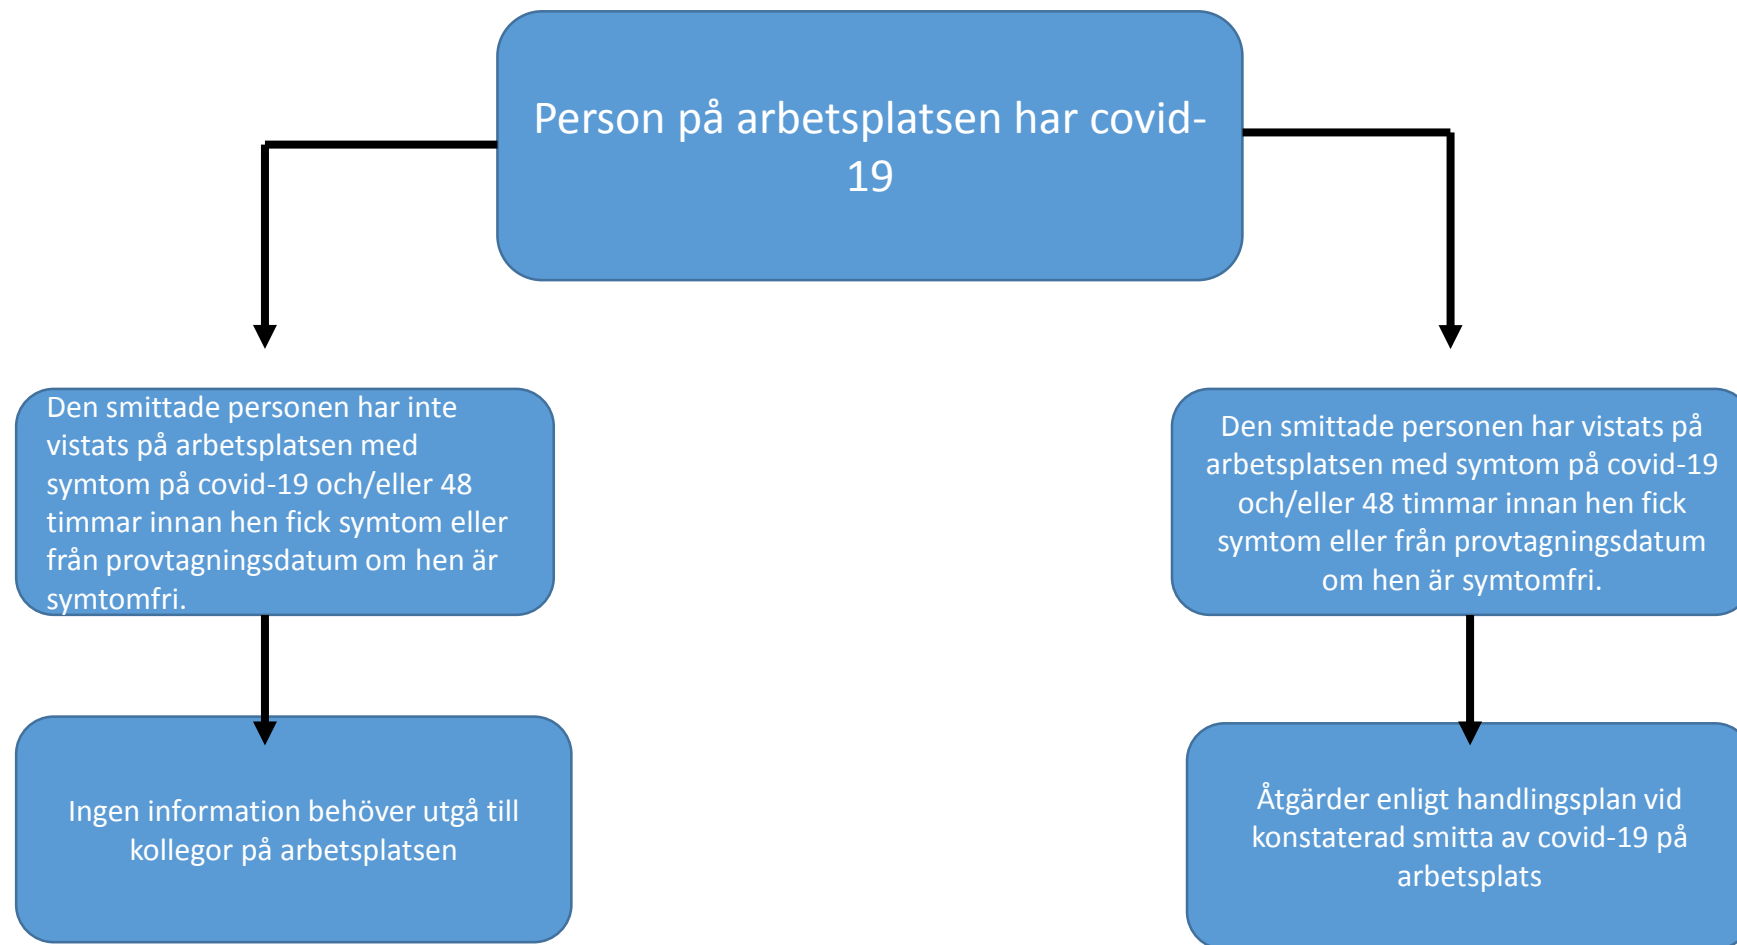 Person på arbetsplatsen har covid-
19
Den smittade personen har inte
vistats på arbetsplatsen med
symtom på covid-19 och/eller 48
timmar innan hen fick symtom eller
från provtagningsdatum om hen är
symtomfri.
Den smittade personen har vistats på
arbetsplatsen med symtom på covid-19
och/eller 48 timmar innan hen fick
symtom eller från provtagningsdatum
om hen är symtomfri.
Ingen information behöver utgå till
kollegor på arbetsplatsen
Åtgärder enligt handlingsplan vid
konstaterad smitta av covid-19 på
arbetsplats